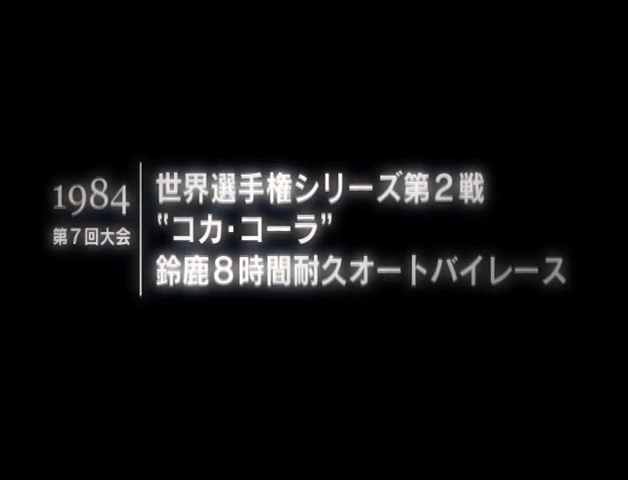 1984
第7回大会
世界選手権シリーズ第２戦
“コカ・コーラ”
鈴鹿８時間耐久オートバイレース